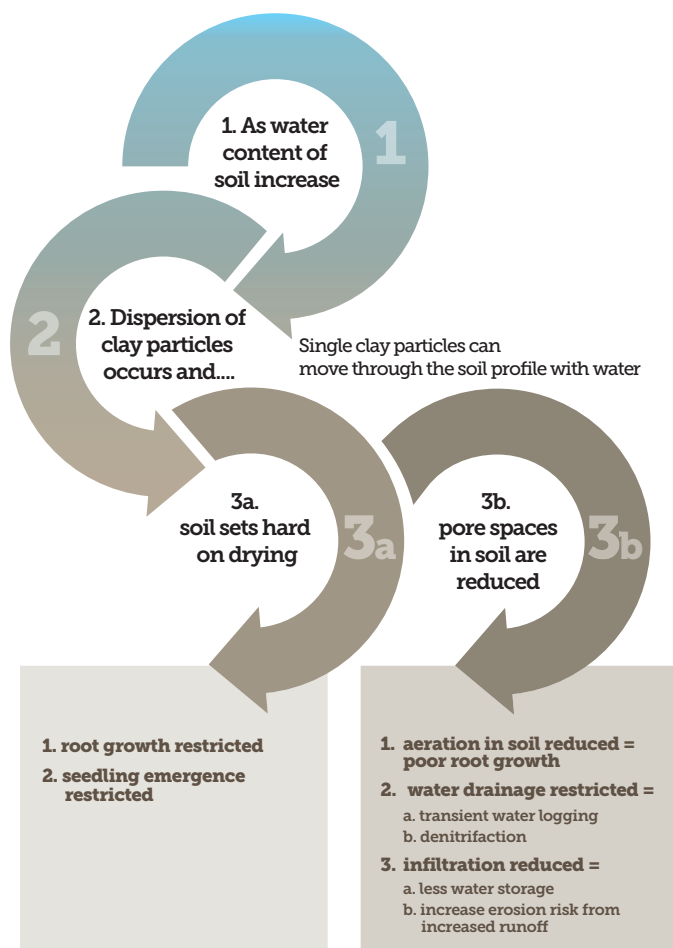 1. As water
content of
soil increase
1
2
2. Dispersion of
clay particles
occurs and....
Single clay particles can
move through the soil profile with water
3a.
soil sets hard
on drying
3a
3b.
pore spaces
in soil are
reduced
3b
1. root growth restricted
2. seedling emergence
restricted
1. aeration in soil reduced =
poor root growth
2. water drainage restricted =
a. transient water logging
b. denitrifaction
3. infiltration reduced =
a. less water storage
b. increase erosion risk from
increased runoff